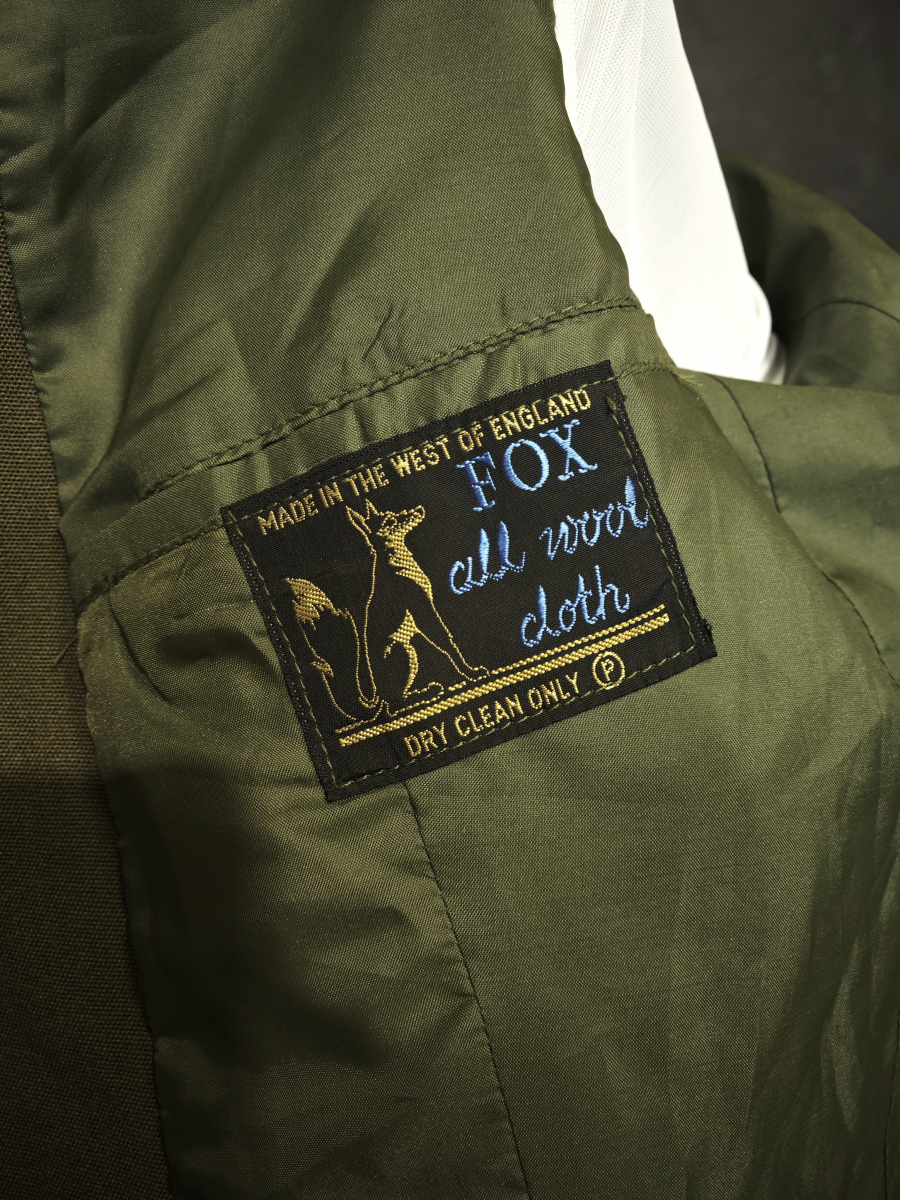 MADE IN THE WEST OF ENGLAND
FOX
all wool
cloth
DRY CLEAN ONLY Ⓟ